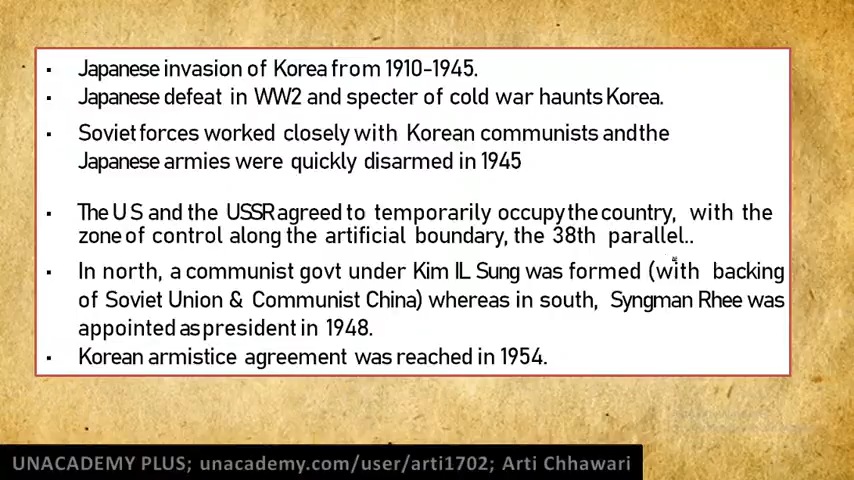 ▪ Japanese invasion of Korea from 1910-1945.
▪ Japanese defeat in WW2 and specter of cold war haunts Korea.
▪ Soviet forces worked closely with Korean communists and the
Japanese armies were quickly disarmed in 1945
▪ The U S and the USSR agreed to temporarily occupy the country, with the
zone of control along the artificial boundary, the 38th parallel..
▪ In north, a communist govt under Kim IL Sung was formed (with backing
of Soviet Union & Communist China) whereas in south, Syngman Rhee was
appointed as president in 1948.
▪ Korean armistice agreement was reached in 1954.
UNACADEMY PLUS; unacademy.com/user/arti1702; Arti Chhawari